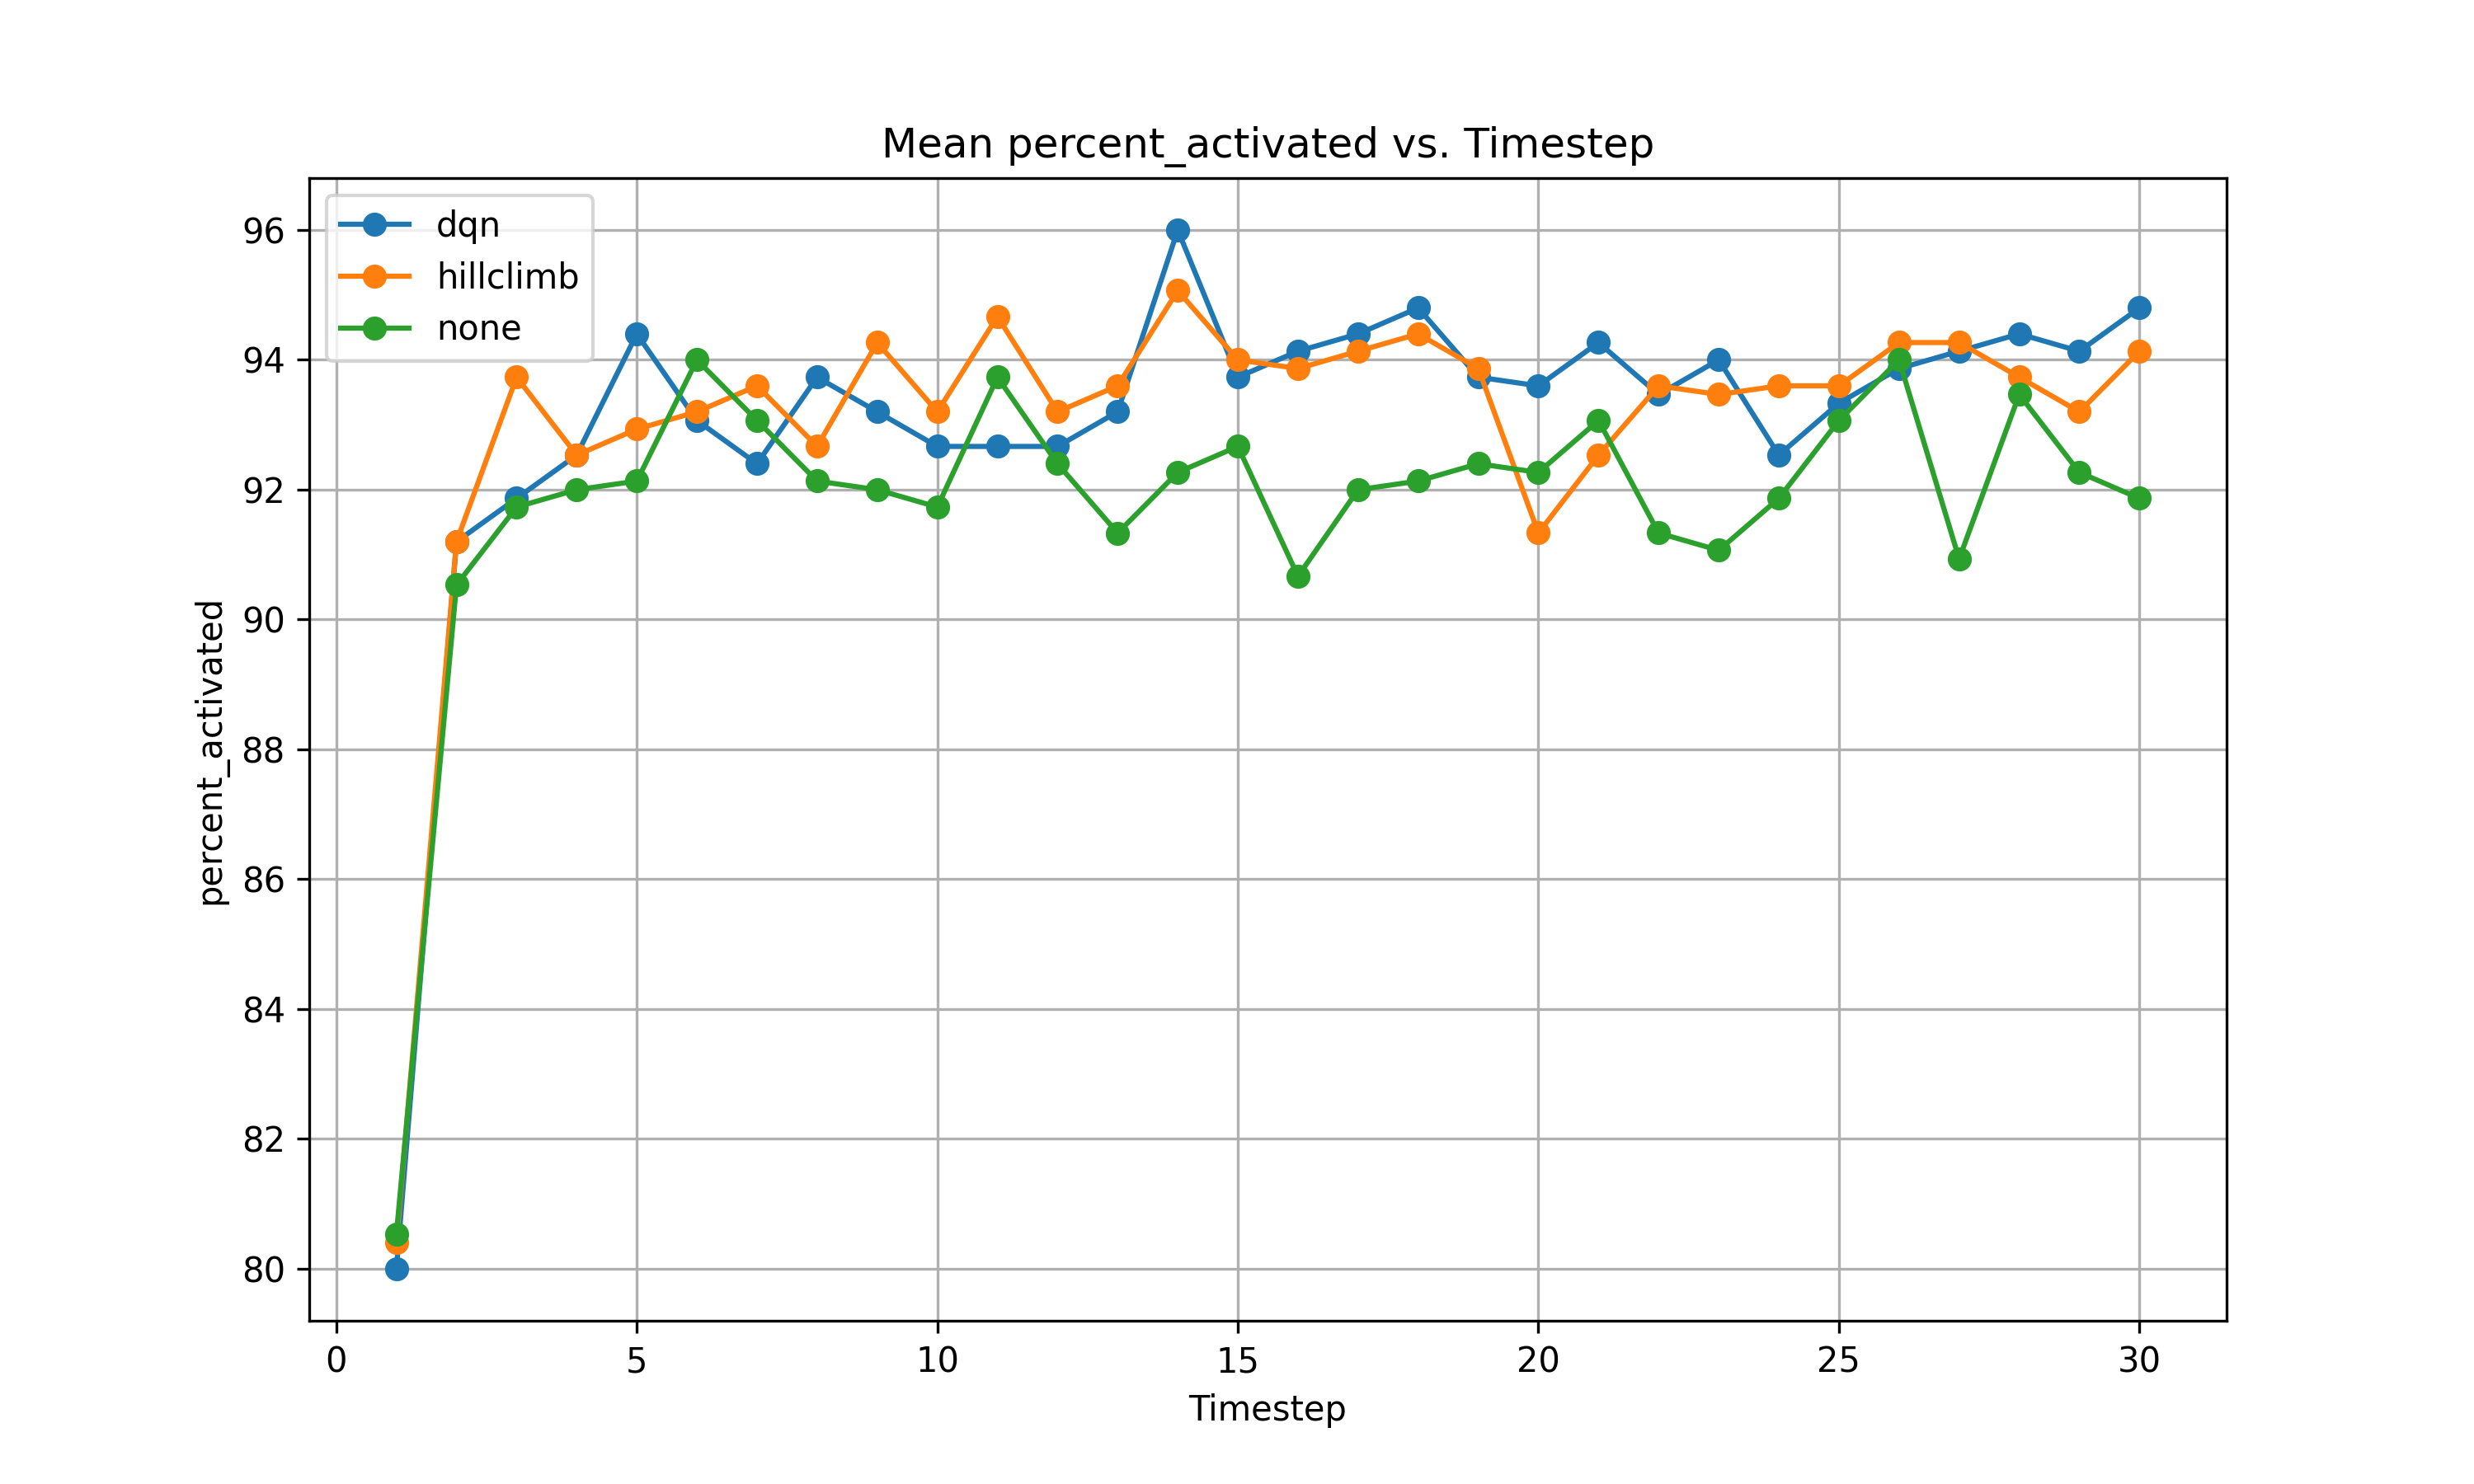 Mean percent_activated vs. Timestep
dqn
hillclimb
none
percent_activated
96
94
92
90
88
86
84
82
80
0 5 10 15 20 25 30
Timestep